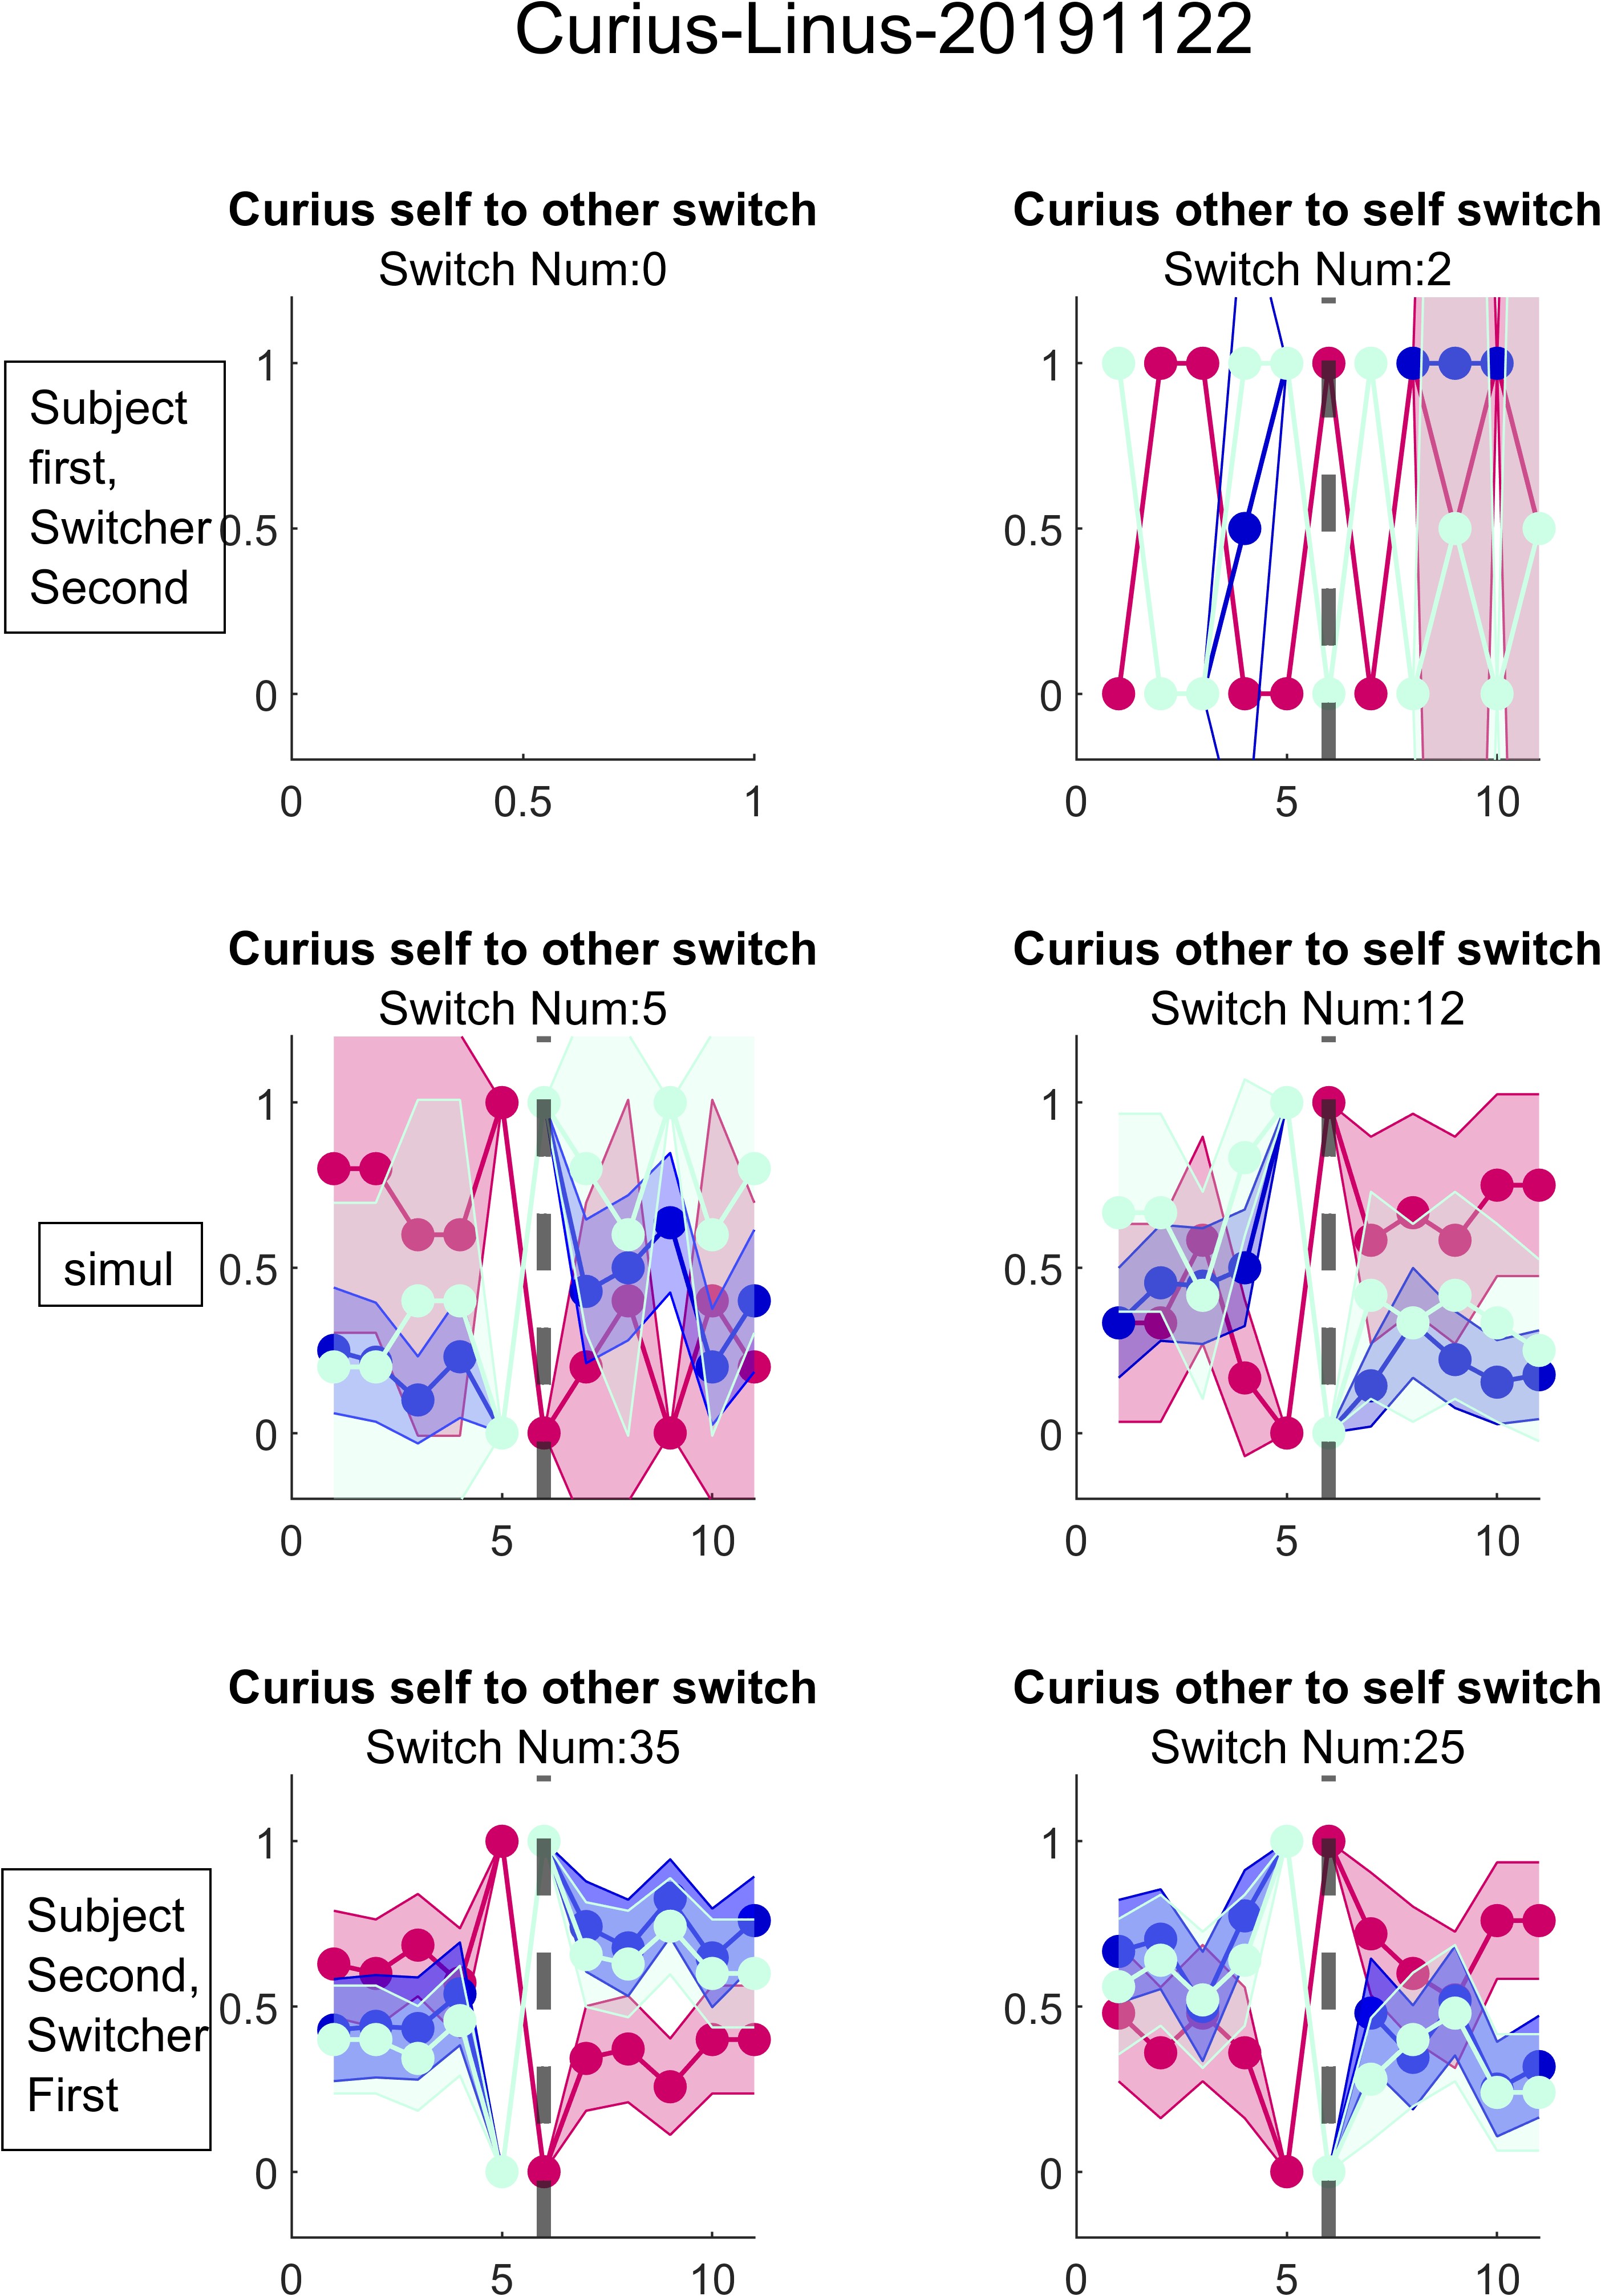 Curius-Linus-20191122
Curius self to other switch
Switch Num:0
Curius other to self switch
Switch Num:2
Subject
first,
Switcher
Second
1
0.5
0
0
0.5
1
1
0.5
0
0
5
10
Curius self to other switch
Switch Num:5
Curius other to self switch
Switch Num:12
simul
1
0.5
0
0
5
10
1
0.5
0
0
5
10
Curius self to other switch
Switch Num:35
Curius other to self switch
Switch Num:25
Subject
Second,
Switcher
First
1
0.5
0
0
5
10
1
0.5
0
0
5
10